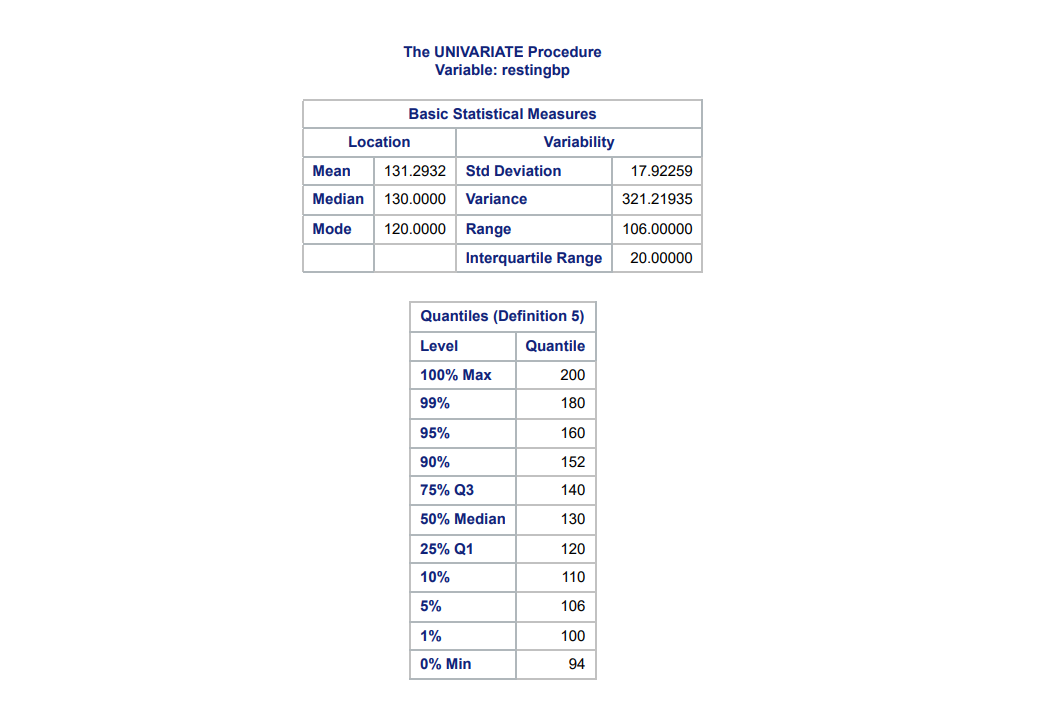 The UNIVARIATE Procedure
Variable: restingbp
Basic Statistical Measures
Location Variability
Mean 131.2932 Std Deviation 17.92259
Median 130.0000 Variance 321.21935
Mode 120.0000 Range 106.00000
Interquartile Range 20.00000
Quantiles (Definition 5)
Level Quantile
100% Max 200
99% 180
95% 160
90% 152
75% Q3 140
50% Median 130
25% Q1 120
10% 110
5% 106
1% 100
0% Min 94